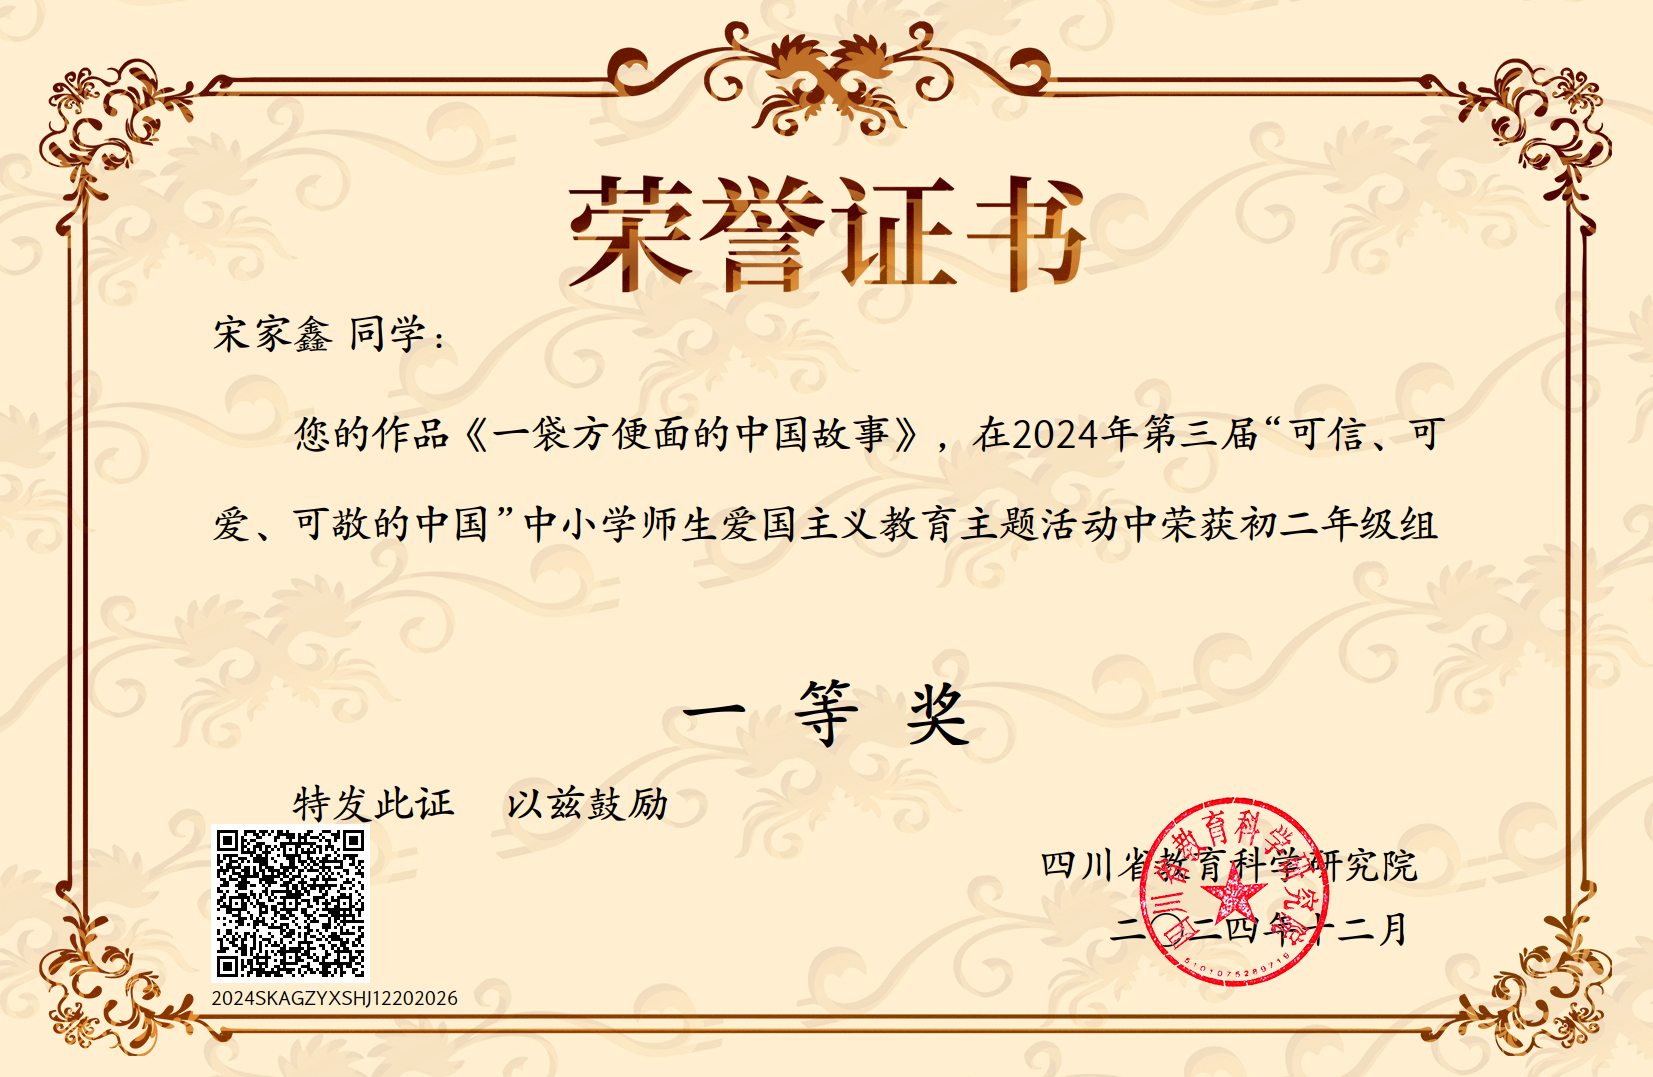 荣誉证书
宋家鑫 同学：
您的作品《一袋方便面的中国故事》，在2024年第三届“可信、可
爱、可敬的中国”中小学师生爱国主义教育主题活动中荣获初二年级组
一 等 奖
特发此证 以兹鼓励
四川省教育科学研究院
二〇二四年十二月
四川省教育科学研究院
5101075289719
2024SKAGZYXSHJ12202026